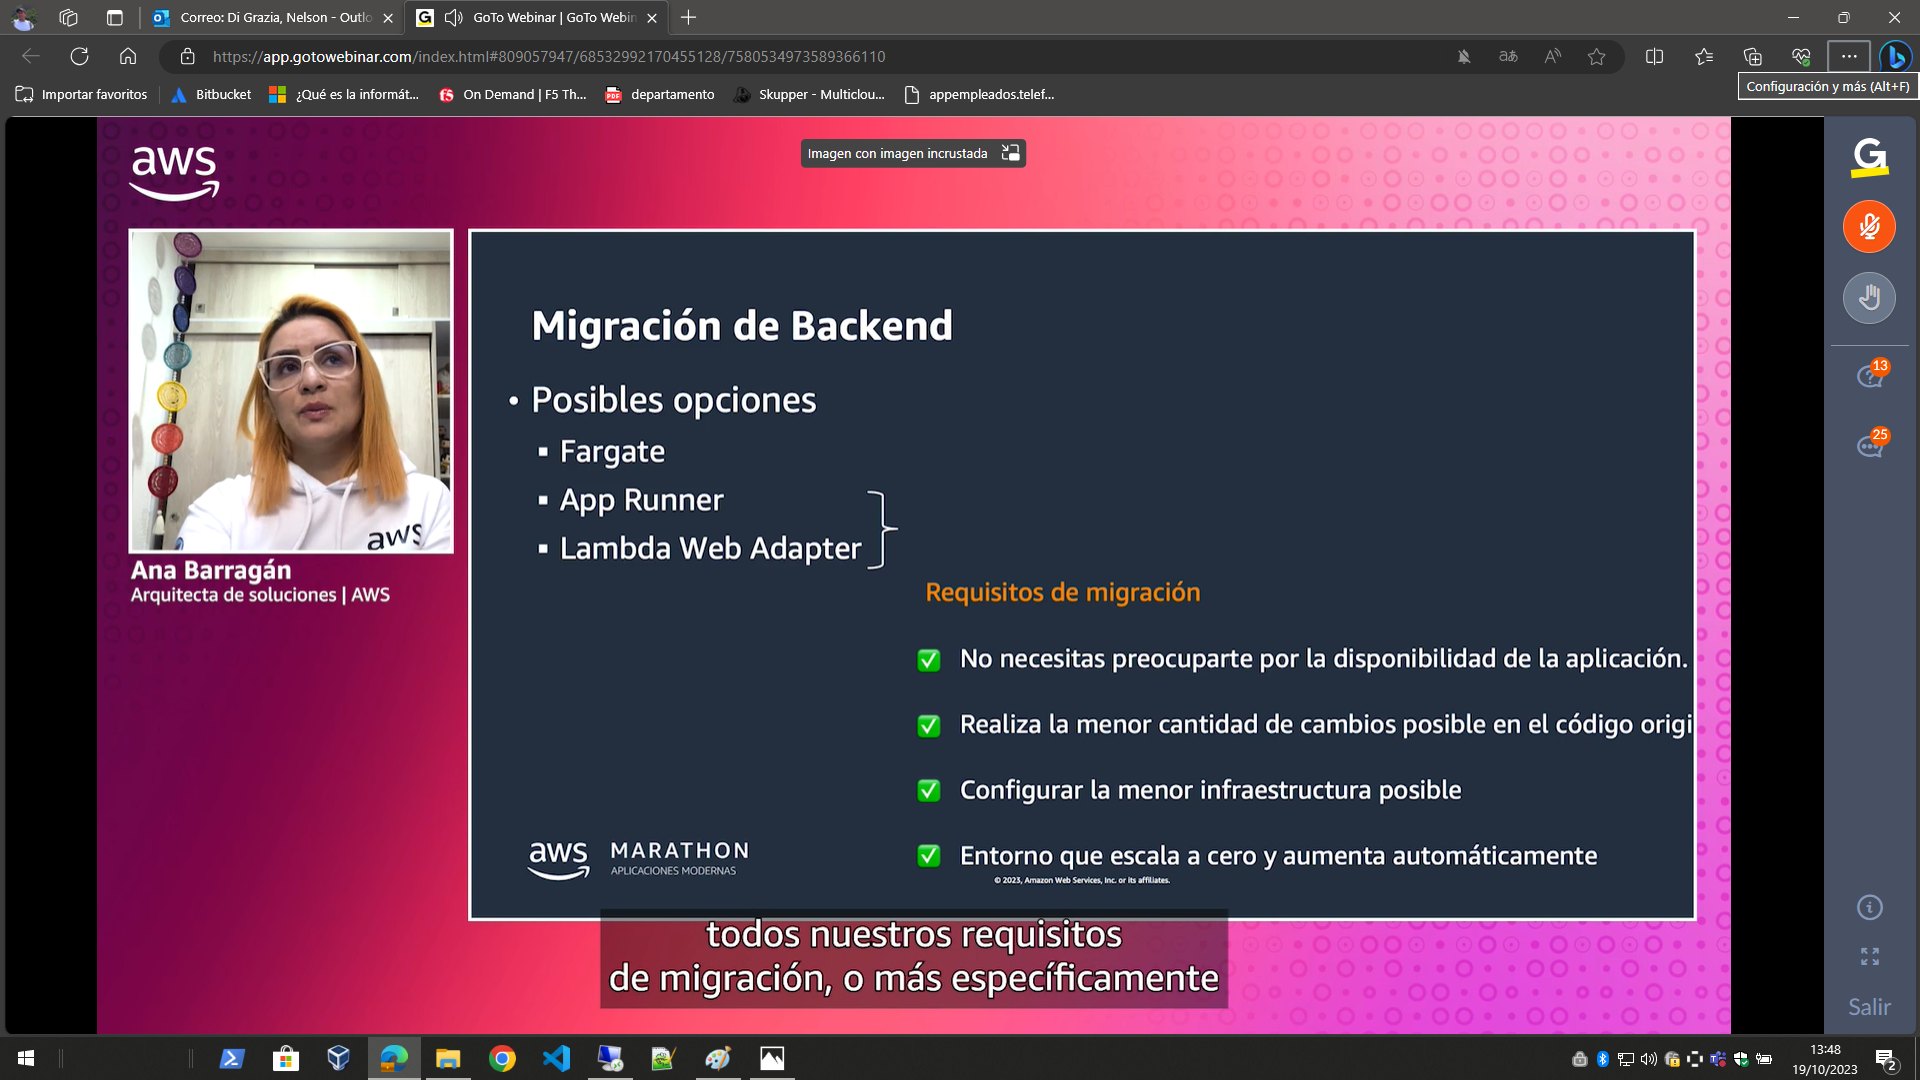 Correo: Di Grazia, Nelson - Outlo
GoTo Webinar | GoTo Webin
https://app.gotowebinar.com/index.html#809057947/68532992170455128/7580534973589366110
Importar favoritos
Bitbucket
¿Qué es la informát...
On Demand | F5 Th...
departamento
Skupper - Multiclou...
appempleados.telef...
Configuración y más (Alt+F)
aws
Imagen con imagen incrustada
G
aws
Ana Barragán
Arquitecta de soluciones | AWS
Migración de Backend
• Posibles opciones
▪ Fargate
▪ App Runner
▪ Lambda Web Adapter
Requisitos de migración
✅ No necesitas preocuparte por la disponibilidad de la aplicación.
✅ Realiza la menor cantidad de cambios posible en el código origi
✅ Configurar la menor infraestructura posible
✅ Entorno que escala a cero y aumenta automáticamente
© 2023, Amazon Web Services, Inc. or its affiliates.
aws MARATHON
APLICACIONES MODERNAS
todos nuestros requisitos
de migración, o más específicamente
13
25
Salir
13:48
19/10/2023
2